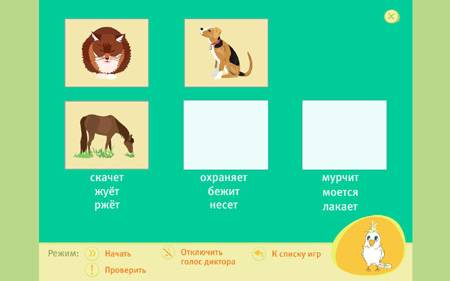 скачет
жуёт
ржёт
охраняет
бежит
несет
мурчит
моется
лакает
Режим:
Начать
Проверить
Отключить
голос диктора
К списку игр